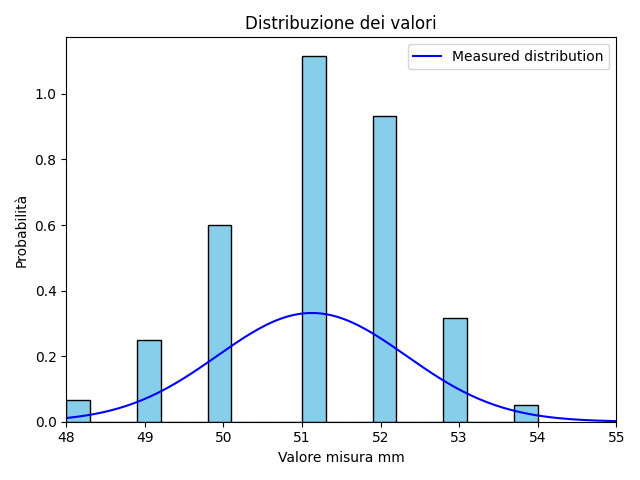 Distribuzione dei valori
Measured distribution
Probabilità
1.0
0.8
0.6
0.4
0.2
0.0
48 49 50 51 52 53 54 55
Valore misura mm